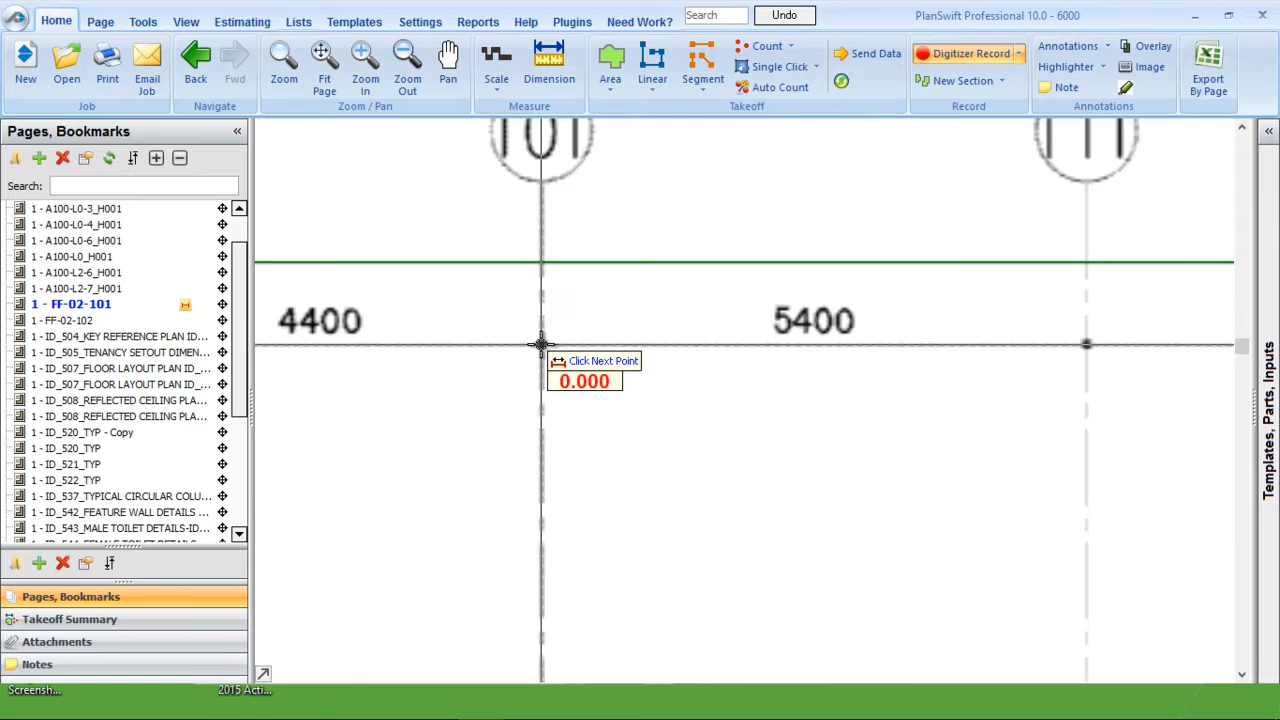 Home Page Tools View Estimating Lists Templates Settings Reports Help Plugins Need Work? Search Undo PlanSwift Professional 10.0 - 6000
New Open Print Email Job Back Fwd Zoom Fit Page Zoom In Zoom Out Pan Scale Dimension Area Linear Segment Count Single Click Auto Count Send Data Digitizer Record New Section Annotations Highlighter Note Overlay Image Export By Page
Job Navigate Zoom / Pan Measure Takeoff Record Annotations
Pages, Bookmarks
Search:
1 - A100-L0-3_H001
1 - A100-L0-4_H001
1 - A100-L0-6_H001
1 - A100-L0_H001
1 - A100-L2-6_H001
1 - A100-L2-7_H001
1 - FF-02-101
1 - FF-02-102
1 - ID_504_KEY REFERENCE PLAN ID...
1 - ID_505_TENANCY SETOUT DIMEN...
1 - ID_507_FLOOR LAYOUT PLAN ID_...
1 - ID_507_FLOOR LAYOUT PLAN ID_...
1 - ID_508_REFLECTED CEILING PLA...
1 - ID_508_REFLECTED CEILING PLA...
1 - ID_520_TYP - Copy
1 - ID_520_TYP
1 - ID_521_TYP
1 - ID_522_TYP
1 - ID_537_TYPICAL CIRCULAR COLU...
1 - ID_542_FEATURE WALL DETAILS ...
1 - ID_543_MALE TOILET DETAILS-ID...
Pages, Bookmarks
Takeoff Summary
Attachments
Notes
4400
5400
Click Next Point
0.000
Templates, Parts, Inputs
Screensh...
2015 Acti...